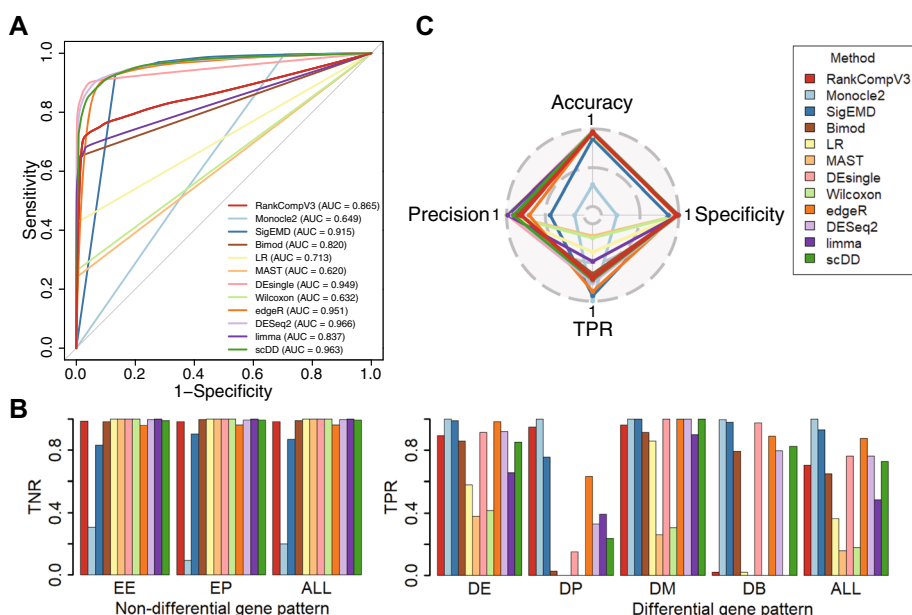 A
Sensitivity
0.0 0.2 0.4 0.6 0.8 1.0
RankCompV3 (AUC = 0.865)
Monocle2 (AUC = 0.649)
SigEMD (AUC = 0.915)
Bimod (AUC = 0.820)
LR (AUC = 0.713)
MAST (AUC = 0.620)
DEsingle (AUC = 0.949)
Wilcoxon (AUC = 0.632)
edgeR (AUC = 0.951)
DESeq2 (AUC = 0.966)
limma (AUC = 0.837)
scDD (AUC = 0.963)
0.0 0.2 0.4 0.6 0.8 1.0
1−Specificity
C
Accuracy
1
Precision 1
1 Specificity
1
TPR
Method
RankCompV3
Monocle2
SigEMD
Bimod
LR
MAST
DEsingle
Wilcoxon
edgeR
DESeq2
limma
scDD
B
TNR
0 0.4 0.8
EE EP ALL
Non-differential gene pattern
TPR
0 0.4 0.8
DE DP DM DB ALL
Differential gene pattern